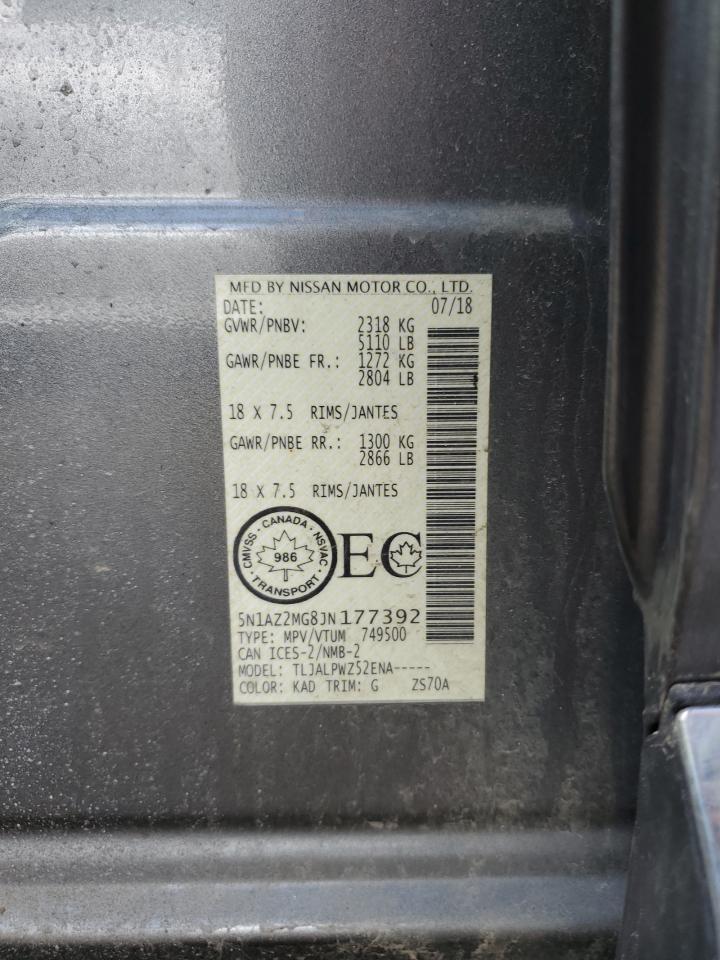 MFD BY NISSAN MOTOR CO., LTD.
DATE: 07/18
GVWR/PNBV: 2318 KG
5110 LB
GAWR/PNBE FR.: 1272 KG
2804 LB
18 X 7.5 RIMS/JANTES
GAWR/PNBE RR.: 1300 KG
2866 LB
18 X 7.5 RIMS/JANTES
CMVSS · CANADA · NSVAC
986
· TRANSPORT ·
EC
5N1AZ2MG8JN177392
TYPE: MPV/VTUM 749500
CAN ICES-2/NMB-2
MODEL: TLJALPWZ52ENA-----
COLOR: KAD TRIM: G ZS70A